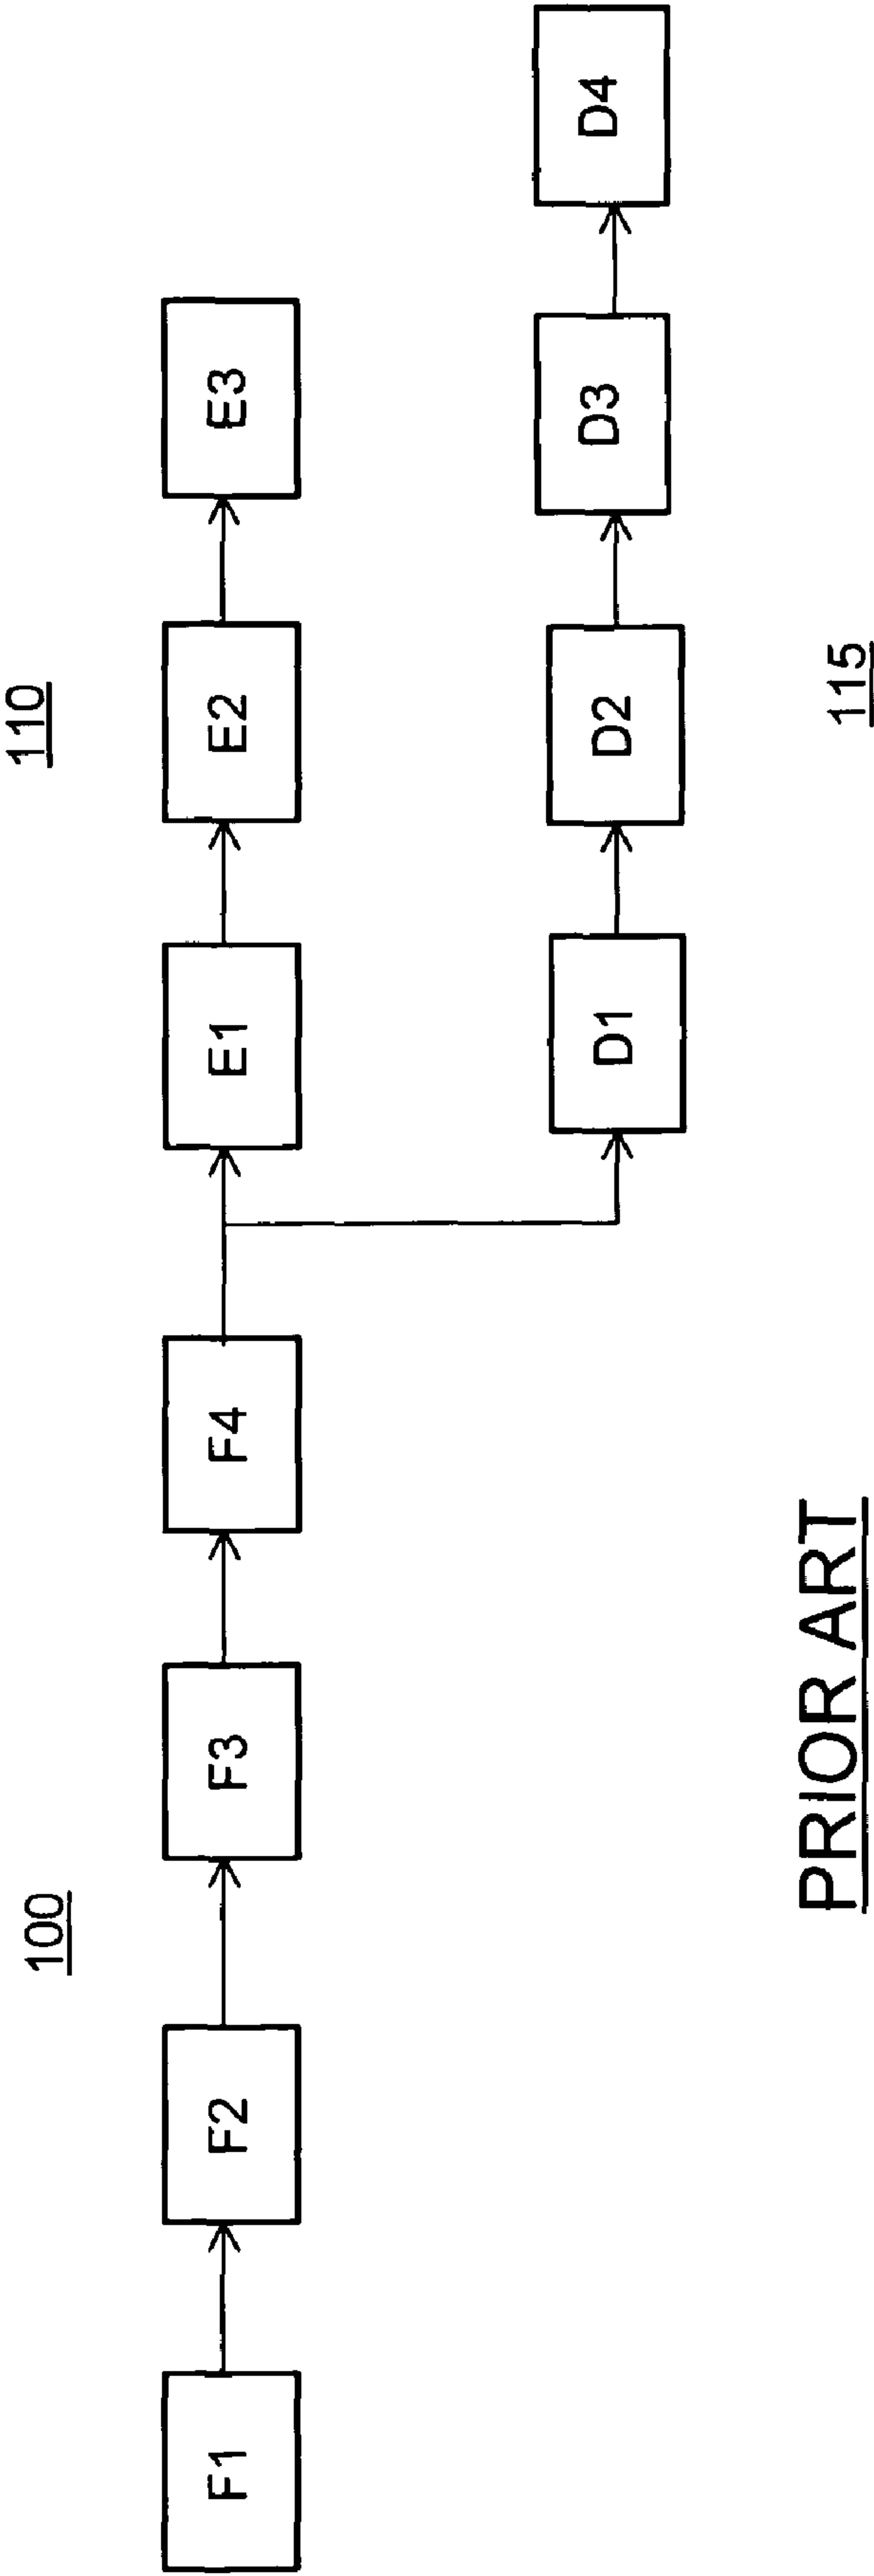 100
110
F1
F2
F3
F4
E1
E2
E3
D1
D2
D3
D4
115
PRIOR ART